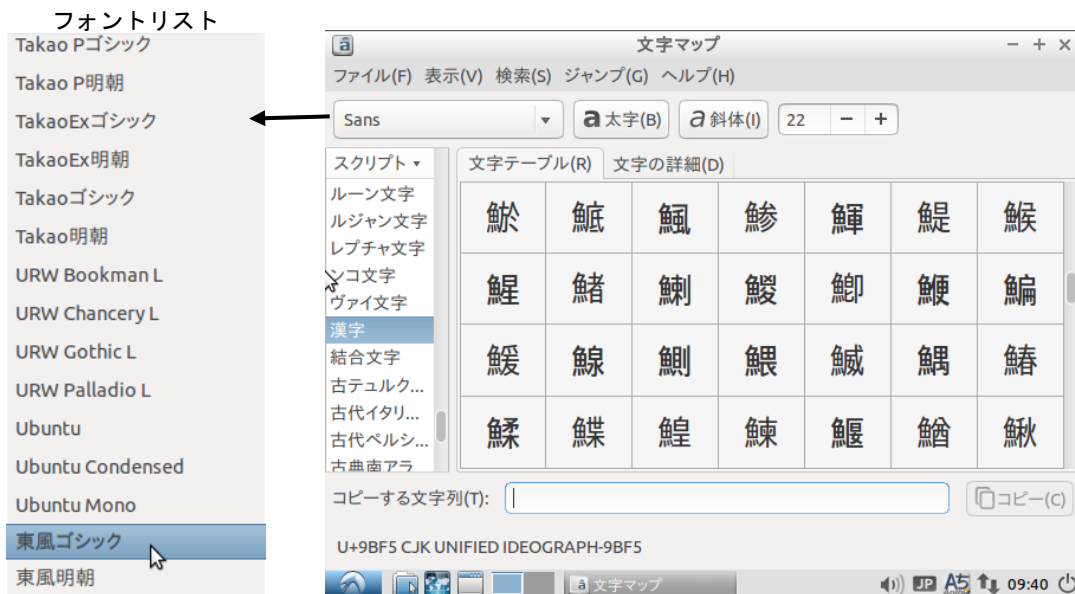 フォントリスト
Takao Pゴシック
Takao P明朝
TakaoExゴシック
TakaoEx明朝
Takaoゴシック
Takao明朝
URW Bookman L
URW Chancery L
URW Gothic L
URW Palladio L
Ubuntu
Ubuntu Condensed
Ubuntu Mono
東風ゴシック
東風明朝
文字マップ
ファイル(F) 表示(V) 検索(S) ジャンプ(G) ヘルプ(H)
Sans a 太字(B) a 斜体(I) 22 − +
スクリプト 文字テーブル(R) 文字の詳細(D)
ルーン文字
ルジャン文字
レプチャ文字
ンコ文字
ヴァイ文字
漢字
結合文字
古テュルク...
古代イタリ...
古代ペルシ...
古典南アラ
鯲 鯳 鯴 鯵 鯶 鯷 鯸
鯹 鯺 鯻 鯼 鯽 鯾 鯿
鰀 鰁 鰂 鰃 鰄 鰅 鰆
鰇 鰈 鰉 鰊 鰋 鰌 鰍
コピーする文字列(T): コピー(C)
U+9BF5 CJK UNIFIED IDEOGRAPH-9BF5
文字マップ JP 09:40